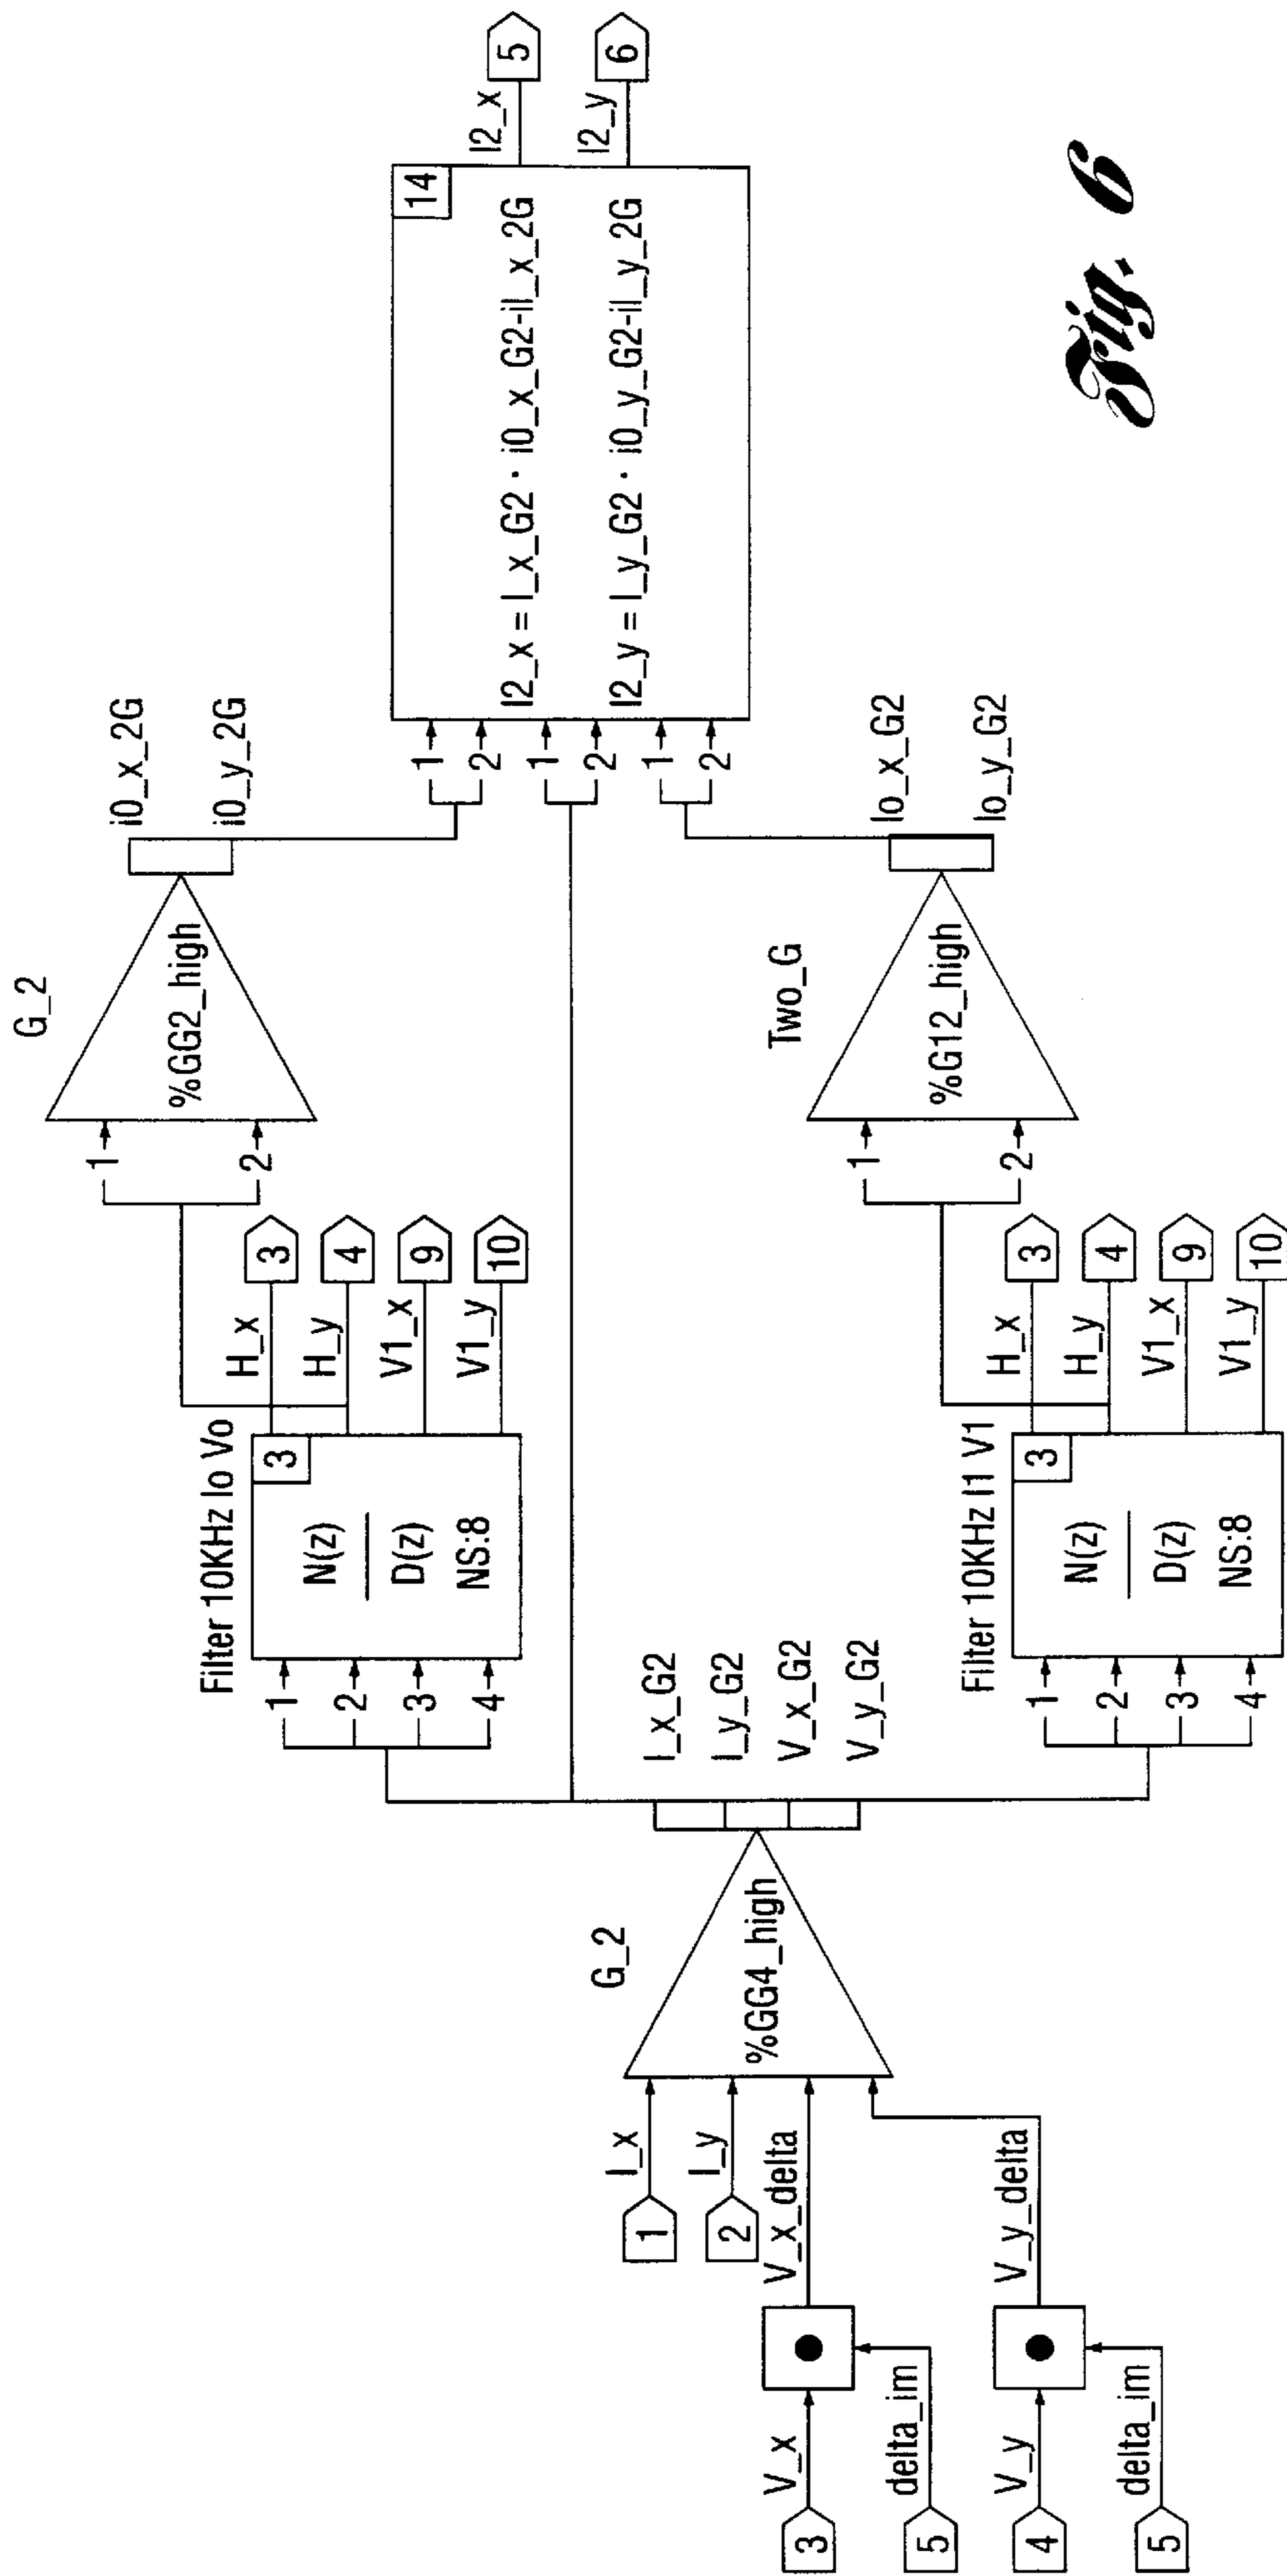 3
V_x
5
delta_im
4
V_y
5
delta_im
1
I_x
2
I_y
V_x_delta
V_y_delta
G_2
%GG4_high
I_x_G2
I_y_G2
V_x_G2
V_y_G2
Filter 10KHz Io Vo
1
2
3
4
3
N(z)
D(z)
NS:8
H_x
3
H_y
4
V1_x
9
V1_y
10
G_2
1
2
%GG2_high
i0_x_2G
i0_y_2G
Filter 10KHz I1 V1
1
2
3
4
3
N(z)
D(z)
NS:8
H_x
3
H_y
4
V1_x
9
V1_y
10
Two_G
1
2
%G12_high
Io_x_G2
Io_y_G2
1
2
1
2
1
2
14
I2_x = I_x_G2 · i0_x_G2-iI_x_2G
I2_y = I_y_G2 · i0_y_G2-iI_y_2G
I2_x
5
I2_y
6
Fig. 6